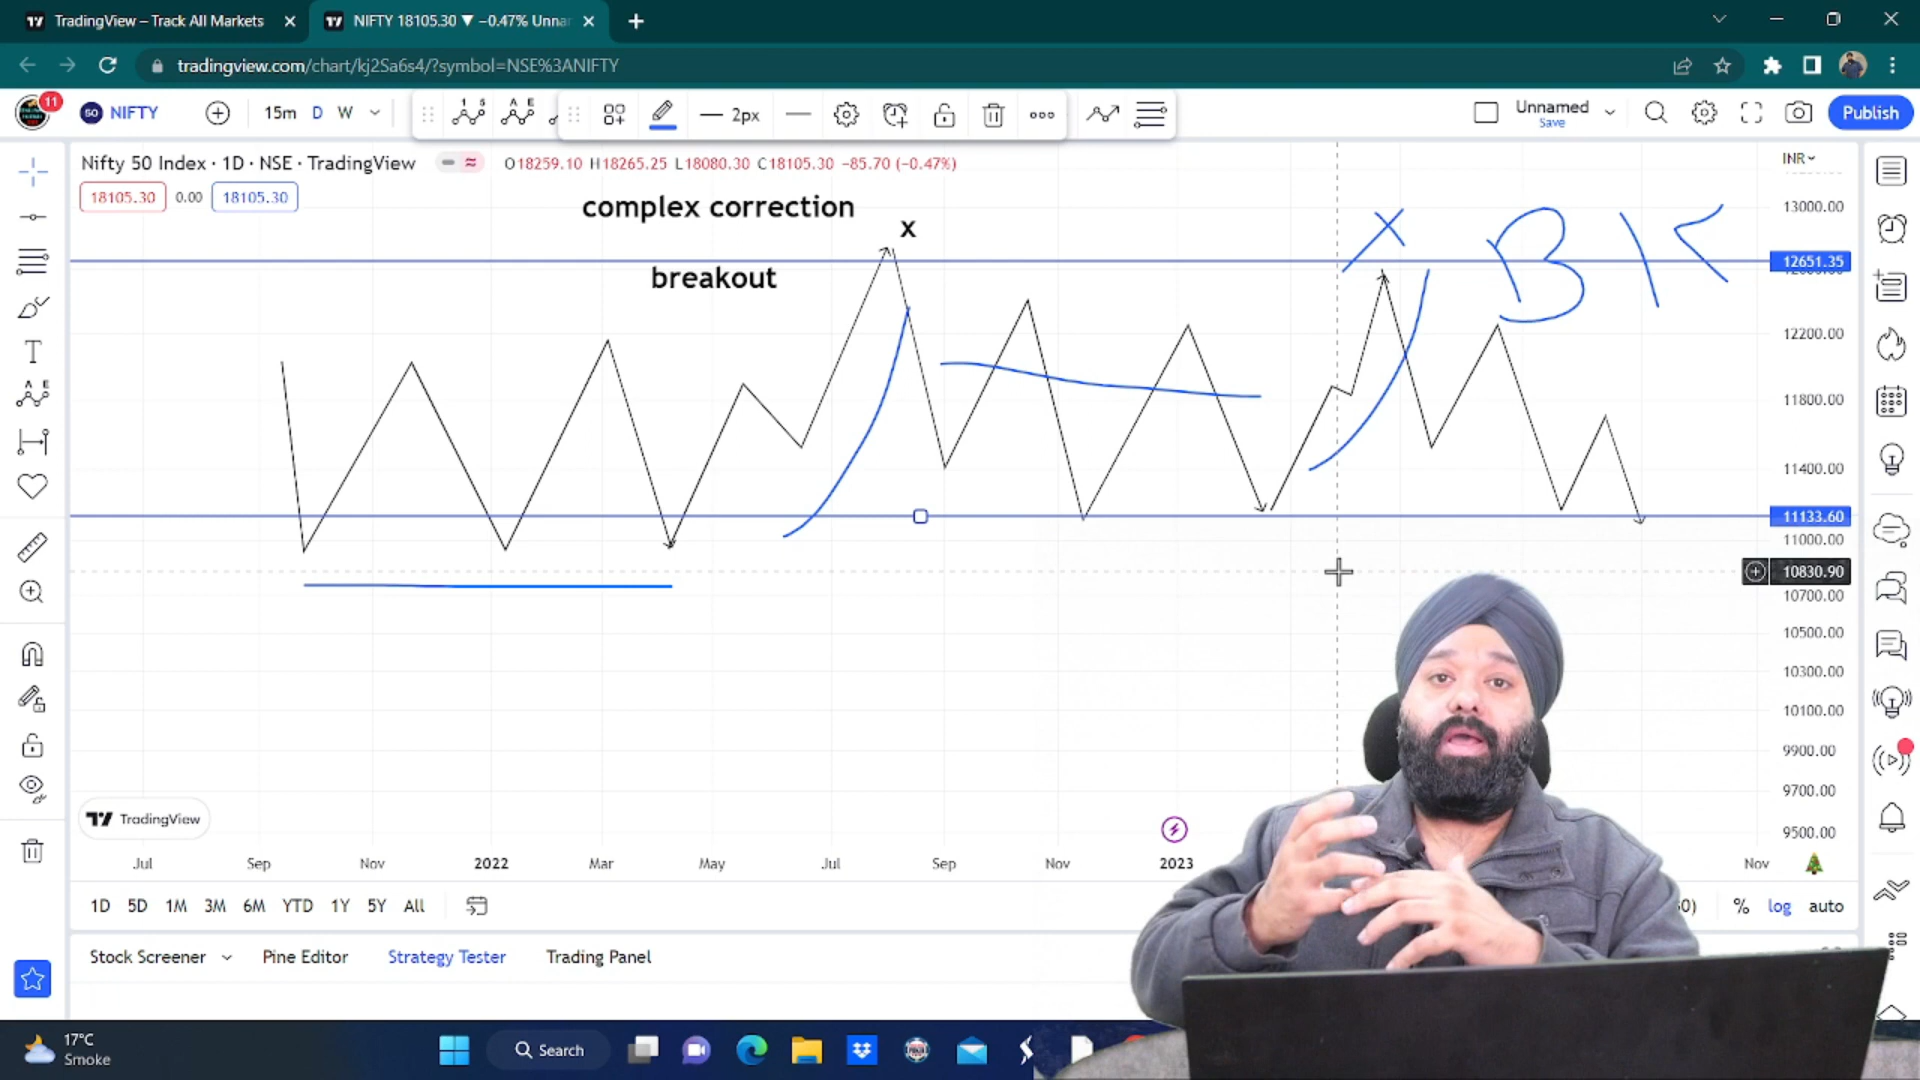 TradingView – Track All Markets
NIFTY 18105.30 ▼ −0.47% Unna
tradingview.com/chart/kj2Sa6s4/?symbol=NSE%3ANIFTY
11
50 NIFTY
15m D W
2px
Unnamed
Save
Publish
Nifty 50 Index · 1D · NSE · TradingView
O18259.10 H18265.25 L18080.30 C18105.30 −85.70 (−0.47%)
INR
18105.30 0.00 18105.30
complex correction
x
breakout
X
B
13000.00
12651.35
12200.00
11800.00
11400.00
11133.60
11000.00
10830.90
10700.00
10500.00
10300.00
10100.00
9900.00
9700.00
9500.00
TradingView
Jul Sep Nov 2022 Mar May Jul Sep Nov 2023 Nov
1D 5D 1M 3M 6M YTD 1Y 5Y All
% log auto
Stock Screener Pine Editor Strategy Tester Trading Panel
17°C
Smoke
Search